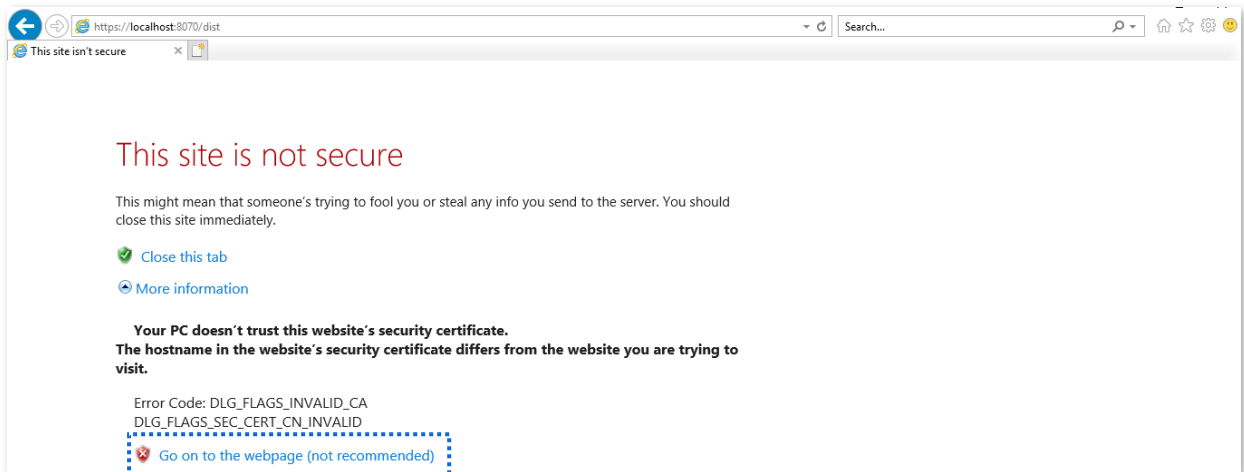 https://localhost:8070/dist
Search...
This site isn't secure
This site is not secure
This might mean that someone's trying to fool you or steal any info you send to the server. You should
close this site immediately.
Close this tab
More information
Your PC doesn't trust this website's security certificate.
The hostname in the website's security certificate differs from the website you are trying to
visit.
Error Code: DLG_FLAGS_INVALID_CA
DLG_FLAGS_SEC_CERT_CN_INVALID
Go on to the webpage (not recommended)